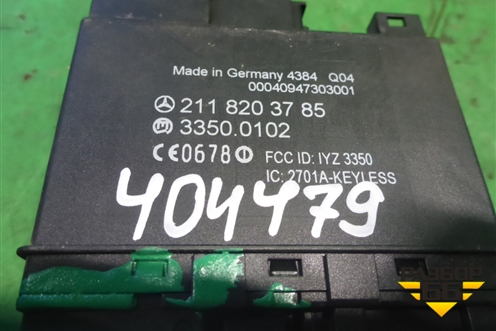 Made in Germany 4384 Q04
00040947303001
211 820 37 85
3350.0102
CE0678
FCC ID: IYZ 3350
IC: 2701A-KEYLESS
404479